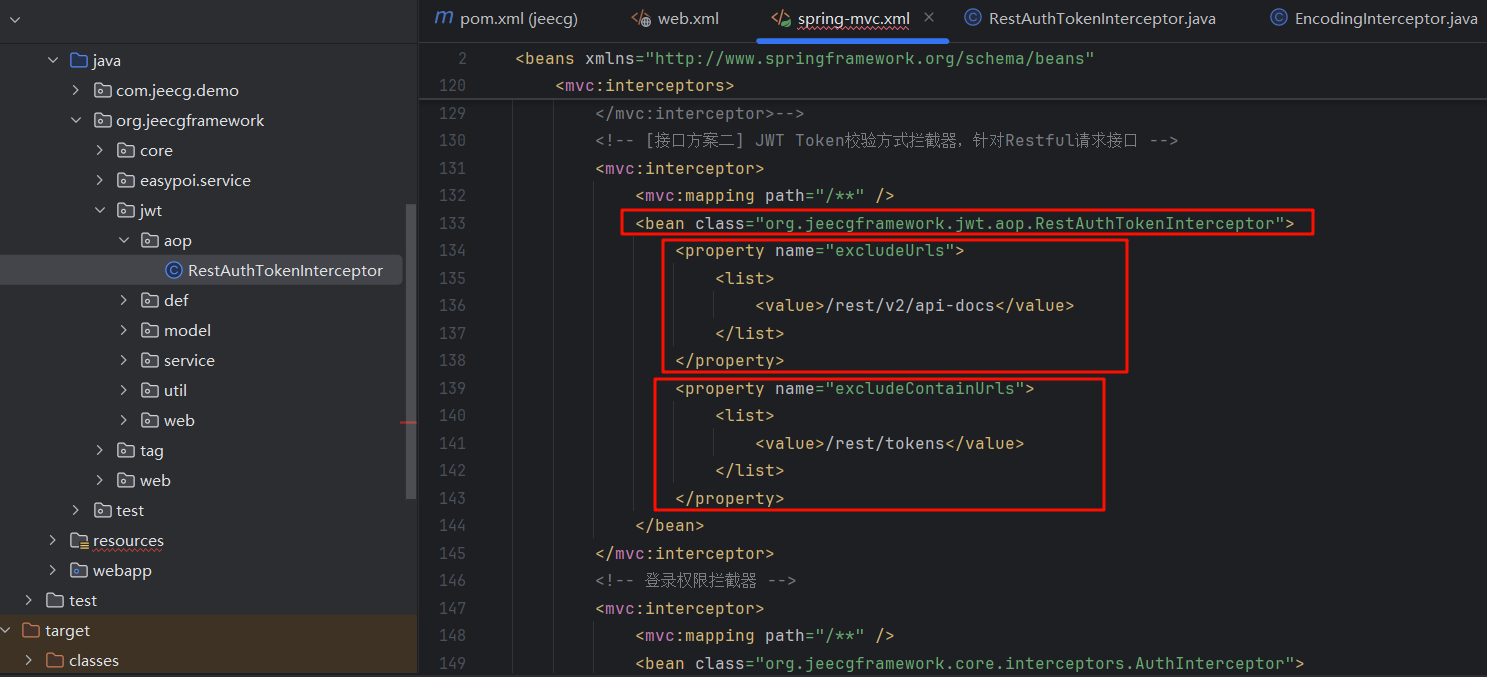 pom.xml (jeecg)
web.xml
spring-mvc.xml
RestAuthTokenInterceptor.java
EncodingInterceptor.java
java
com.jeecg.demo
org.jeecgframework
core
easypoi.service
jwt
aop
RestAuthTokenInterceptor
def
model
service
util
web
tag
web
test
resources
webapp
test
target
classes
2 <beans xmlns="http://www.springframework.org/schema/beans"
120 <mvc:interceptors>
129 </mvc:interceptor>-->
130 <!-- [接口方案二] JWT Token校验方式拦截器，针对Restful请求接口 -->
131 <mvc:interceptor>
132 <mvc:mapping path="/**" />
133 <bean class="org.jeecgframework.jwt.aop.RestAuthTokenInterceptor">
134 <property name="excludeUrls">
135 <list>
136 <value>/rest/v2/api-docs</value>
137 </list>
138 </property>
139 <property name="excludeContainUrls">
140 <list>
141 <value>/rest/tokens</value>
142 </list>
143 </property>
144 </bean>
145 </mvc:interceptor>
146 <!-- 登录权限拦截器 -->
147 <mvc:interceptor>
148 <mvc:mapping path="/**" />
149 <bean class="org.jeecgframework.core.interceptors.AuthInterceptor">